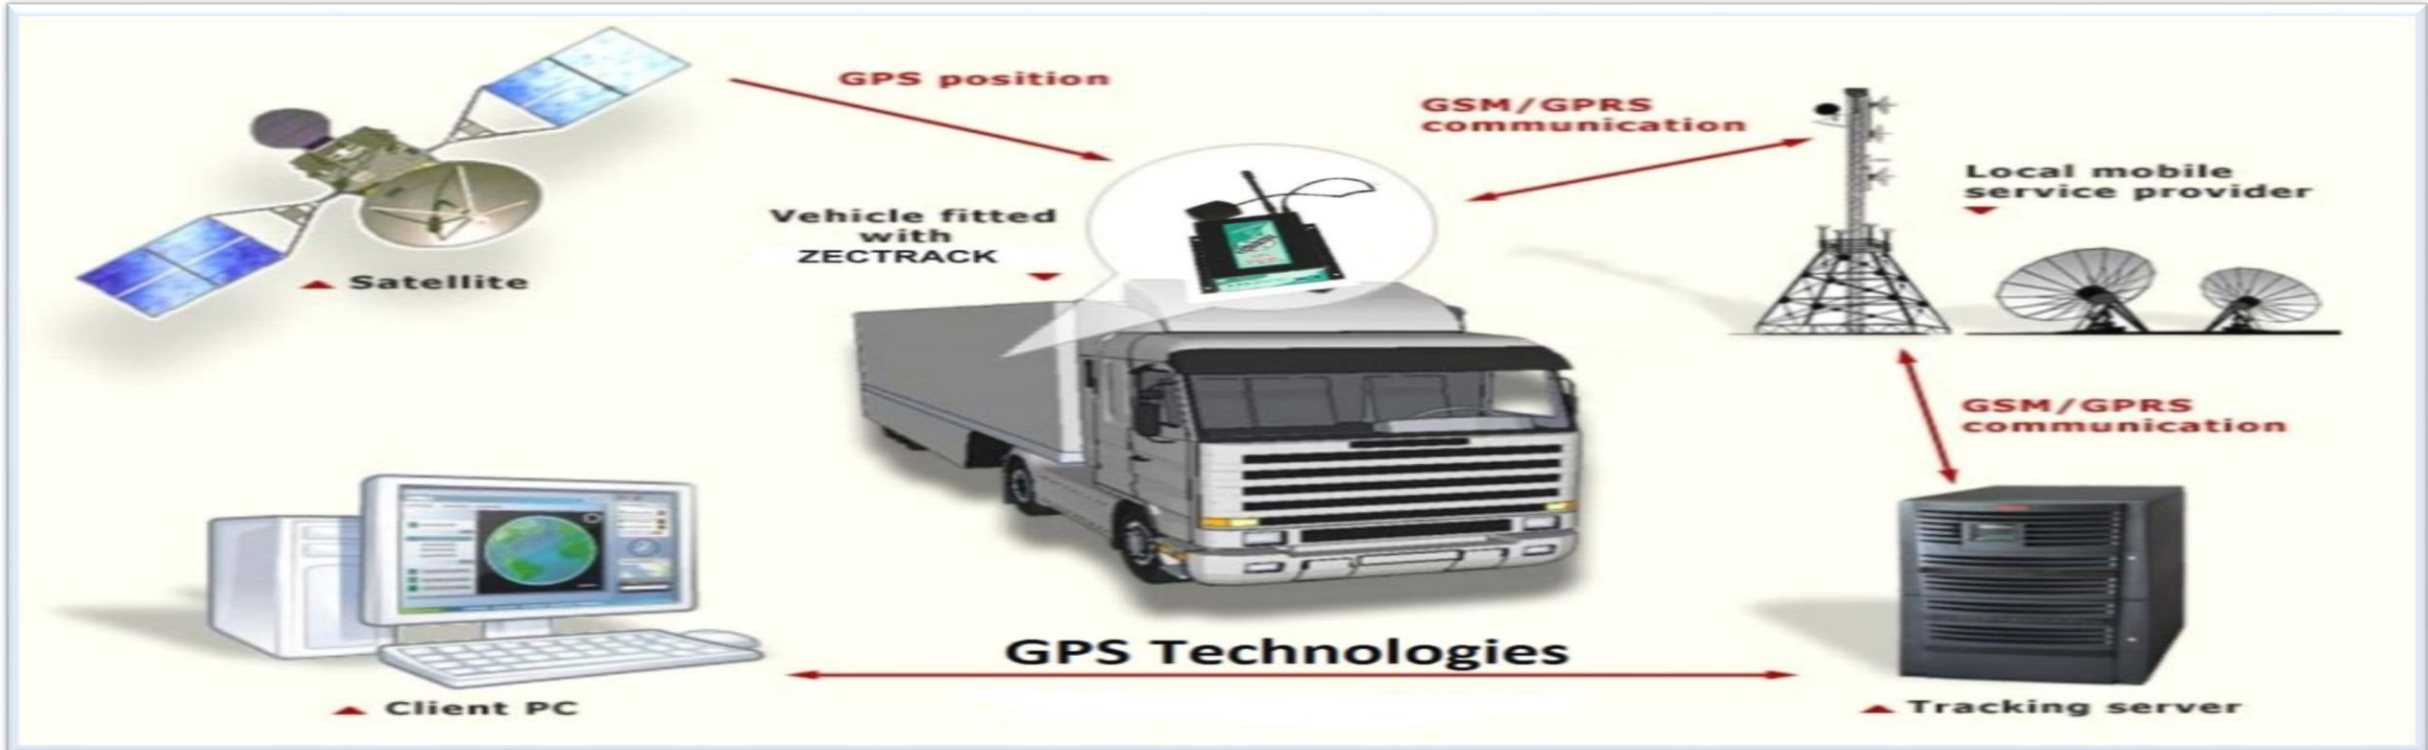 GPS position
GSM/GPRS
communication
Local mobile
service provider
Vehicle fitted
with
ZECTRACK
Satellite
GSM/GPRS
communication
GPS Technologies
Client PC
Tracking server